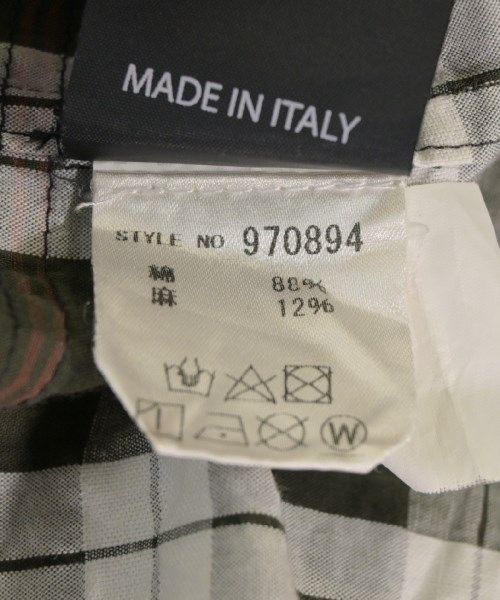 MADE IN ITALY
STYLE NO 970894
綿 88%
麻 12%
W